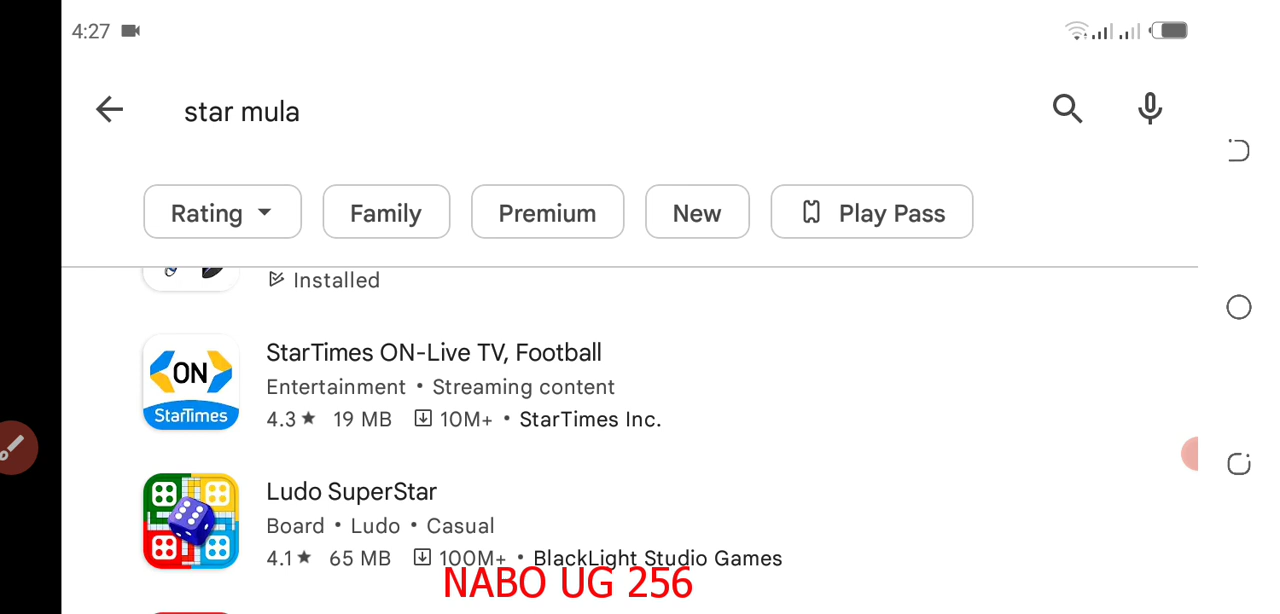 4:27
star mula
Rating
Family
Premium
New
Play Pass
Installed
ON
StarTimes
StarTimes ON-Live TV, Football
Entertainment • Streaming content
4.3★ 19 MB 10M+ • StarTimes Inc.
Ludo SuperStar
Board • Ludo • Casual
4.1★ 65 MB 100M+ • BlackLight Studio Games
NABO UG 256